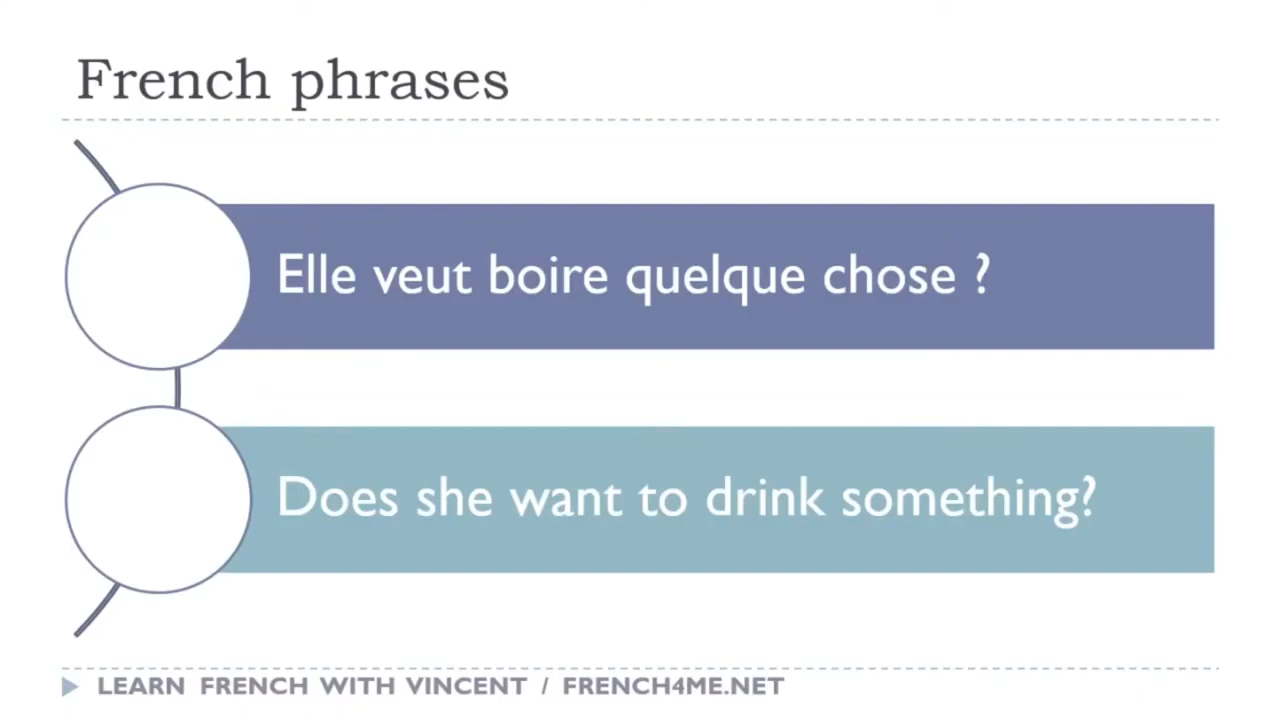 French phrases
Elle veut boire quelque chose ?
Does she want to drink something?
LEARN FRENCH WITH VINCENT / FRENCH4ME.NET